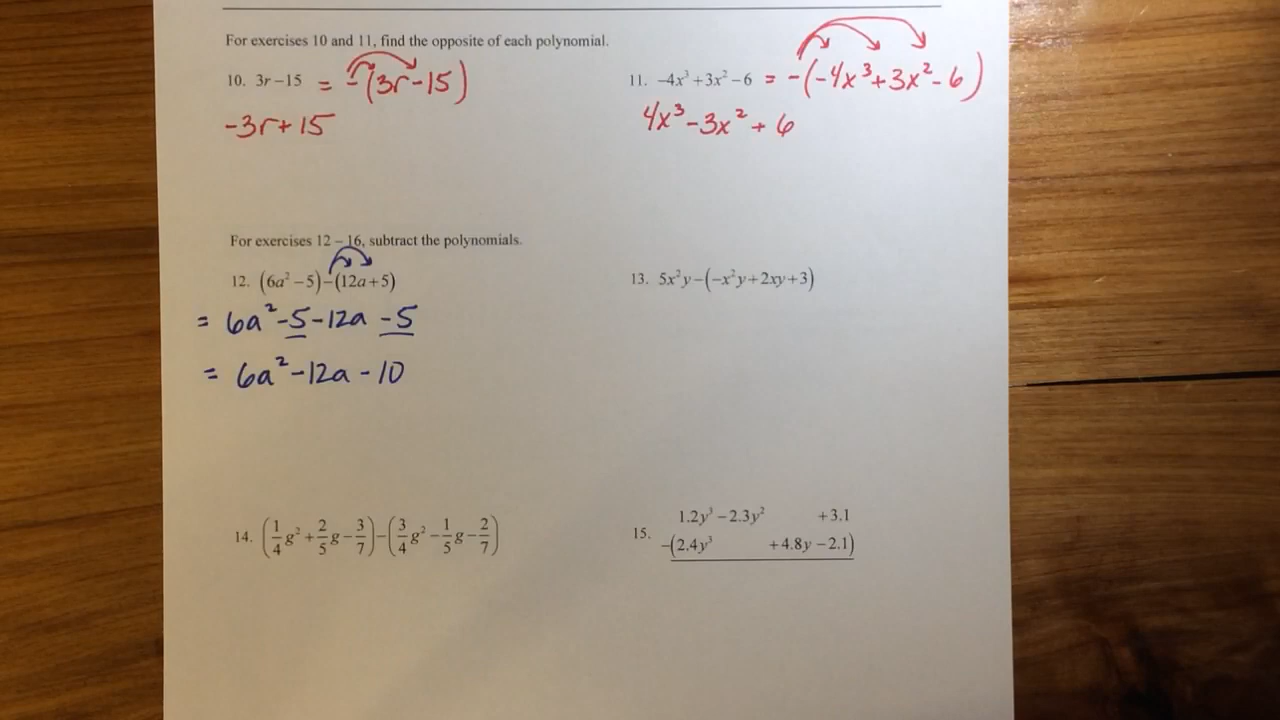 For exercises 10 and 11, find the opposite of each polynomial.
10. 3r − 15 = −(3r − 15)
−3r + 15
11. −4x³ + 3x² − 6 = −(−4x³ + 3x² − 6)
4x³ − 3x² + 6
For exercises 12 – 16, subtract the polynomials.
12. (6a² − 5) − (12a + 5)
= 6a² − 5 − 12a − 5
= 6a² − 12a − 10
13. 5x²y − (−x²y + 2xy + 3)
14. (1/4 g² + 2/5 g − 3/7) − (3/4 g² − 1/5 g − 2/7)
15. 1.2y³ − 2.3y² + 3.1
−(2.4y³ + 4.8y − 2.1)